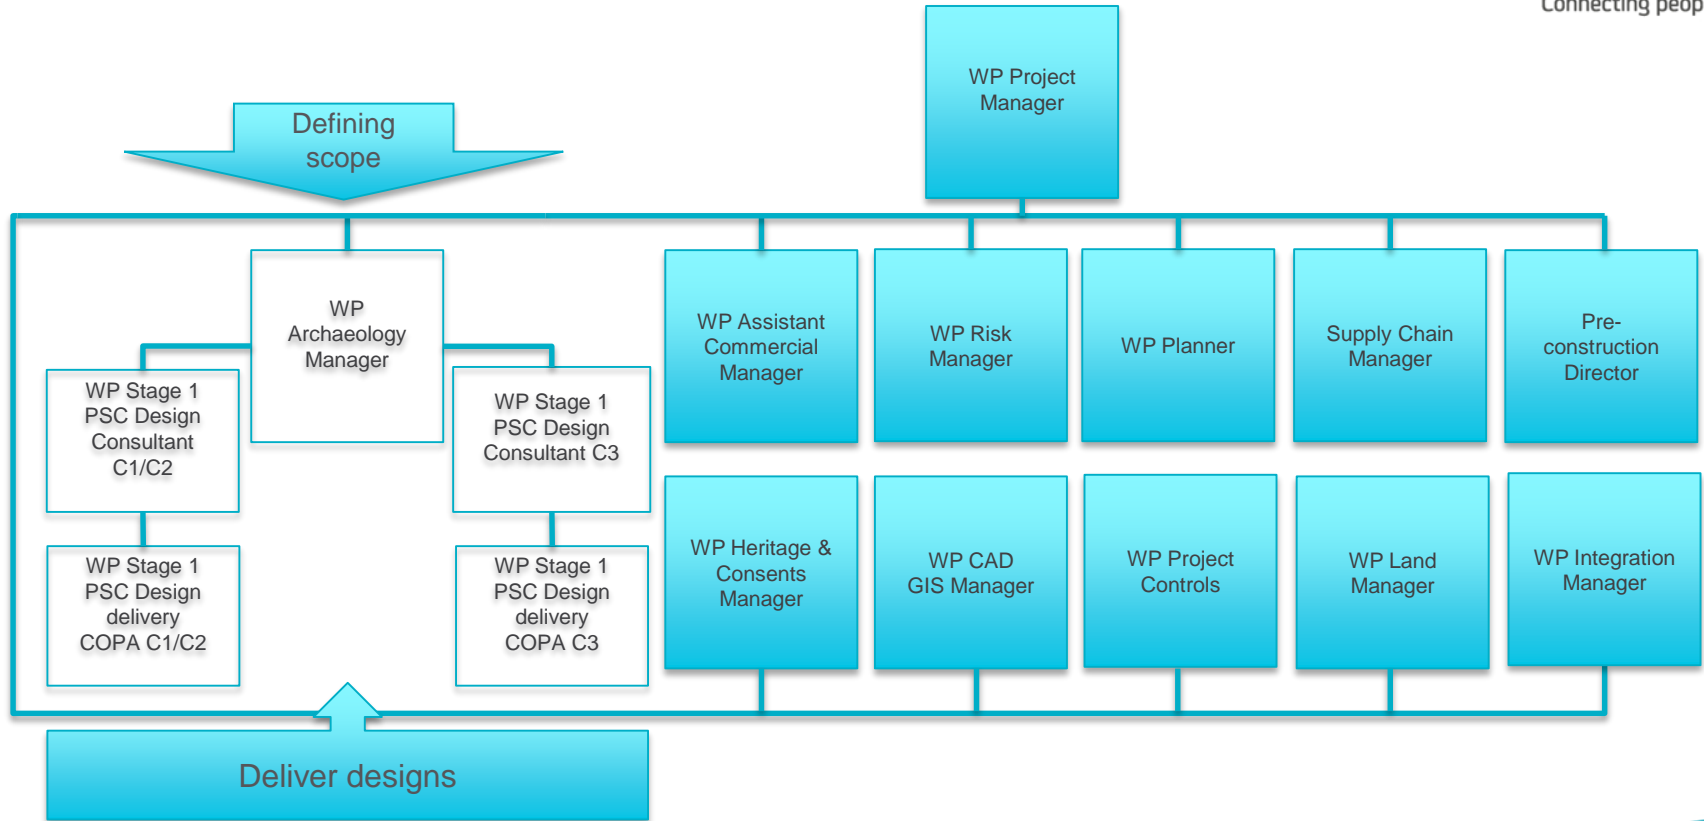 Connecting peop
WP Project
Manager
Defining
scope
WP
Archaeology
Manager
WP Assistant
Commercial
Manager
WP Risk
Manager
WP Planner
Supply Chain
Manager
Pre-
construction
Director
WP Stage 1
PSC Design
Consultant
C1/C2
WP Stage 1
PSC Design
Consultant C3
WP Stage 1
PSC Design
delivery
COPA C1/C2
WP Stage 1
PSC Design
delivery
COPA C3
WP Heritage &
Consents
Manager
WP CAD
GIS Manager
WP Project
Controls
WP Land
Manager
WP Integration
Manager
Deliver designs